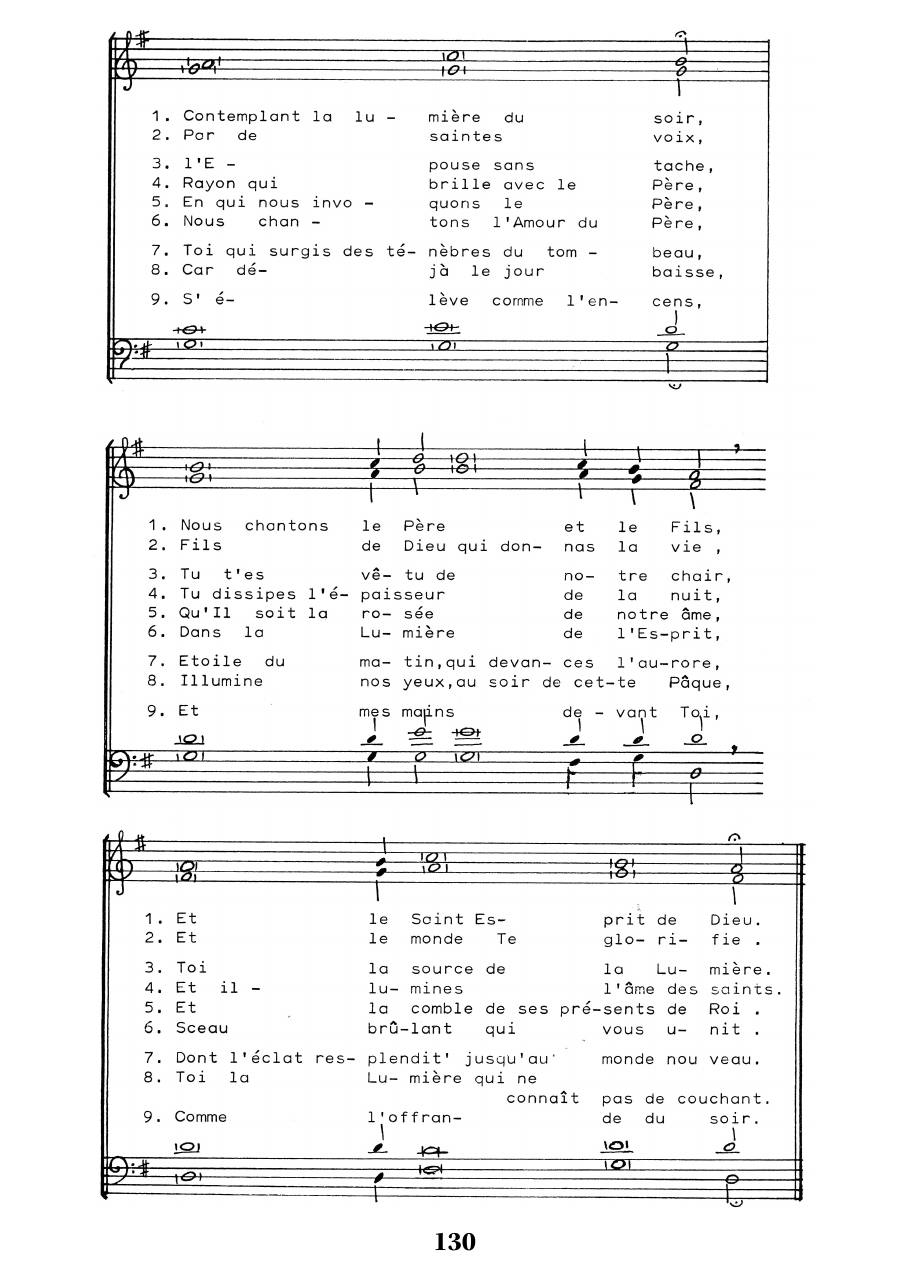 1. Contemplant la lu - mière du soir,
2. Par de saintes voix,
3. l'E - pouse sans tache,
4. Rayon qui brille avec le Père,
5. En qui nous invo - quons le Père,
6. Nous chan - tons l'Amour du Père,
7. Toi qui surgis des té- nèbres du tom - beau,
8. Car dé- jà le jour baisse,
9. S' é- lève comme l'en- cens,
1. Nous chantons le Père et le Fils,
2. Fils de Dieu qui don- nas la vie ,
3. Tu t'es vê- tu de no- tre chair,
4. Tu dissipes l'é- paisseur de la nuit,
5. Qu'Il soit la ro- sée de notre âme,
6. Dans la Lu- mière de l'Es-prit,
7. Etoile du ma- tin,qui devan- ces l'au-rore,
8. Illumine nos yeux,au soir de cet-te Pâque,
9. Et mes mains de - vant Toi,
1. Et le Saint Es- prit de Dieu.
2. Et le monde Te glo- ri- fie .
3. Toi la source de la Lu- mière.
4. Et il - lu- mines l'âme des saints.
5. Et la comble de ses pré-sents de Roi .
6. Sceau brû-lant qui vous u- nit .
7. Dont l'éclat res- plendit' jusqu'au monde nou veau.
8. Toi la Lu- mière qui ne
connaît pas de couchant.
9. Comme l'offran- de du soir.
130